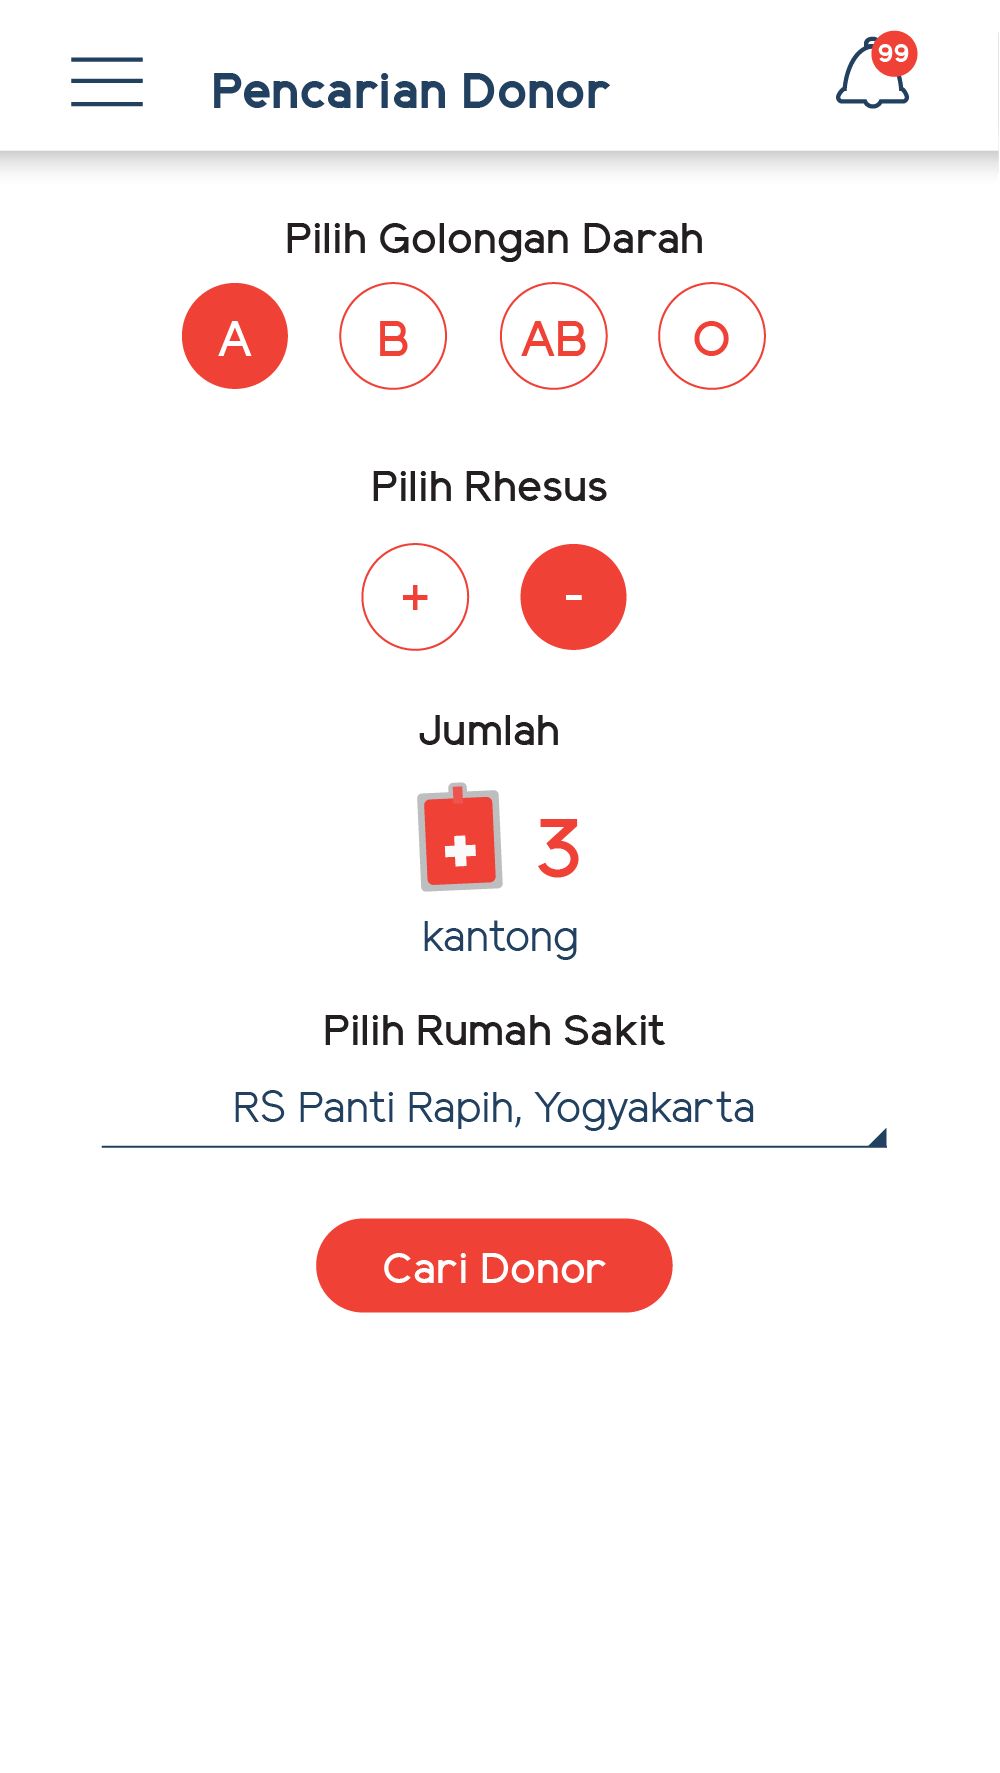 Pencarian Donor
99
Pilih Golongan Darah
A B AB O
Pilih Rhesus
+ -
Jumlah
3
kantong
Pilih Rumah Sakit
RS Panti Rapih, Yogyakarta
Cari Donor